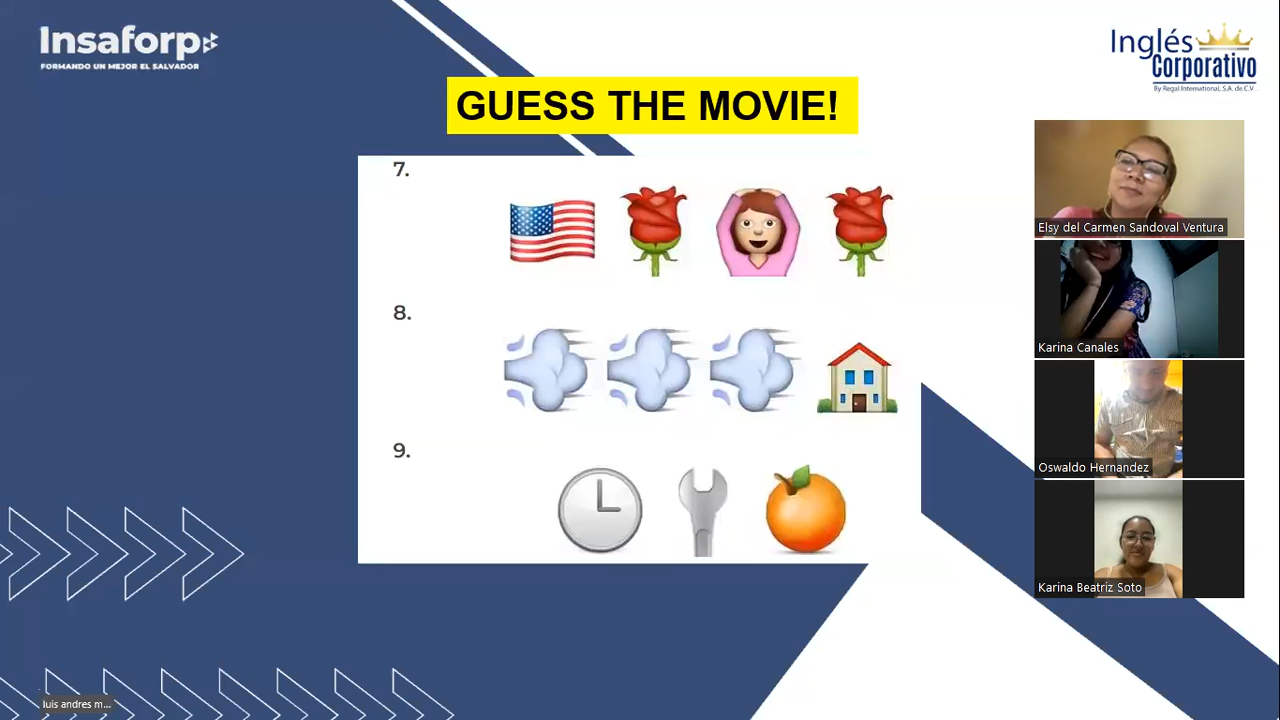 Insaforp
FORMANDO UN MEJOR EL SALVADOR
Inglés
Corporativo
By Regal International, S.A. de C.V
GUESS THE MOVIE!
7.
8.
9.
Elsy del Carmen Sandoval Ventura
Karina Canales
Oswaldo Hernandez
Karina Beatriz Soto
luis andres m...